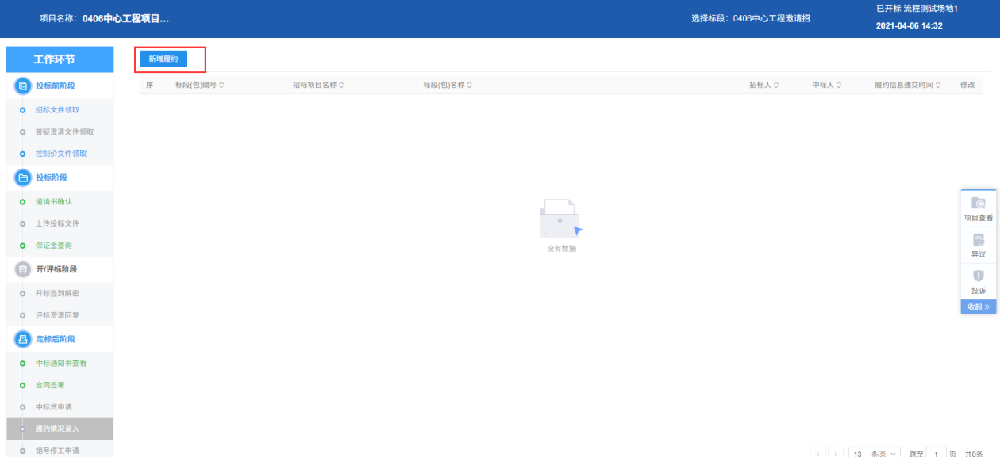 项目名称：0406中心工程项目...
选择标段：0406中心工程邀请招...
已开标 流程测试场地1
2021-04-06 14:32
工作环节
投标前阶段
招标文件领取
答疑澄清文件领取
控制价文件领取
投标阶段
邀请书确认
上传投标文件
保证金查询
开/评标阶段
开标签到解密
评标澄清回复
定标后阶段
中标通知书查看
合同签署
中标贷申请
履约情况录入
销号停工申请
新增履约
序 标段(包)编号 招标项目名称 标段(包)名称 招标人 中标人 履约信息递交时间 修改
没有数据
项目查看
异议
投诉
收起 »
< > 13 条/页 跳至 1 页 共0条